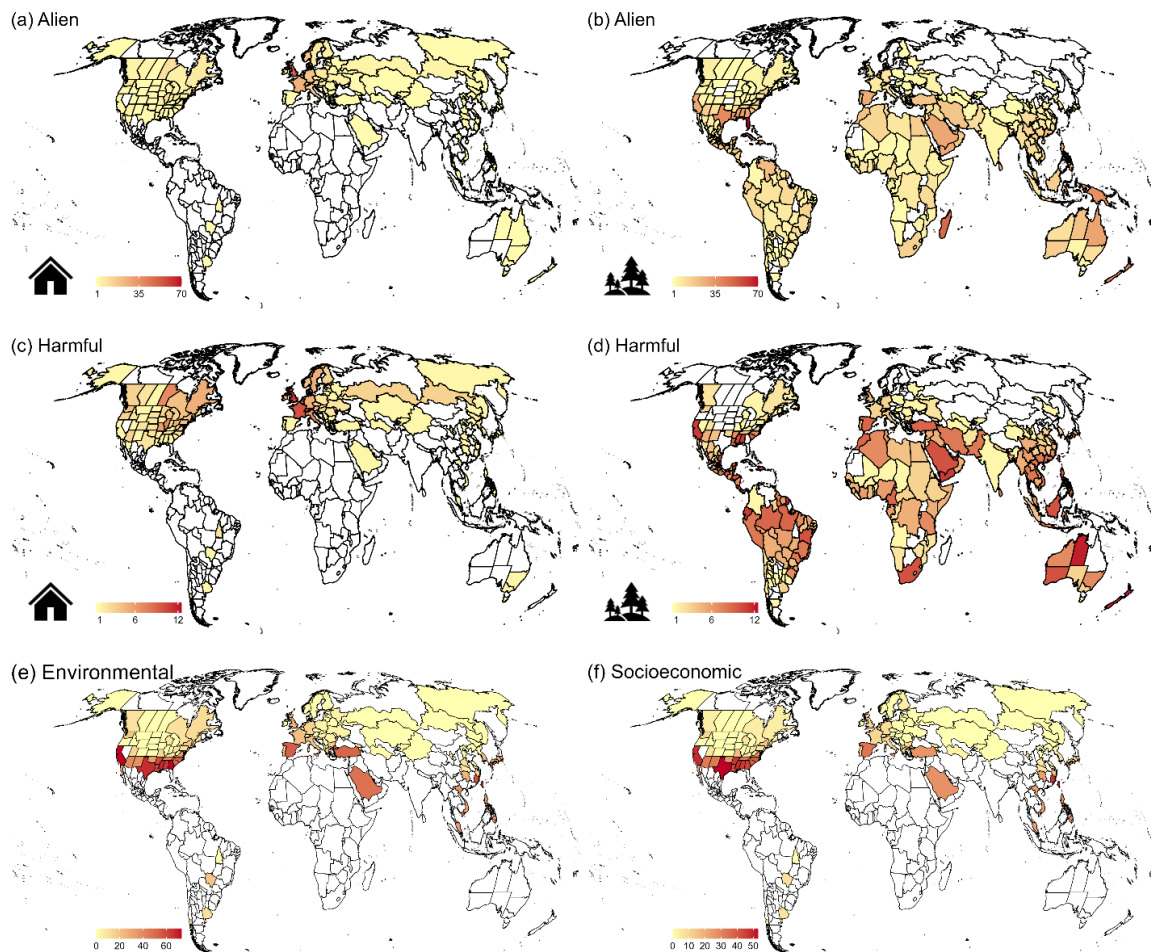 (a) Alien
(b) Alien
1 35 70
1 35 70
(c) Harmful
(d) Harmful
1 6 12
1 6 12
(e) Environmental
(f) Socioeconomic
0 20 40 60
0 10 20 30 40 50